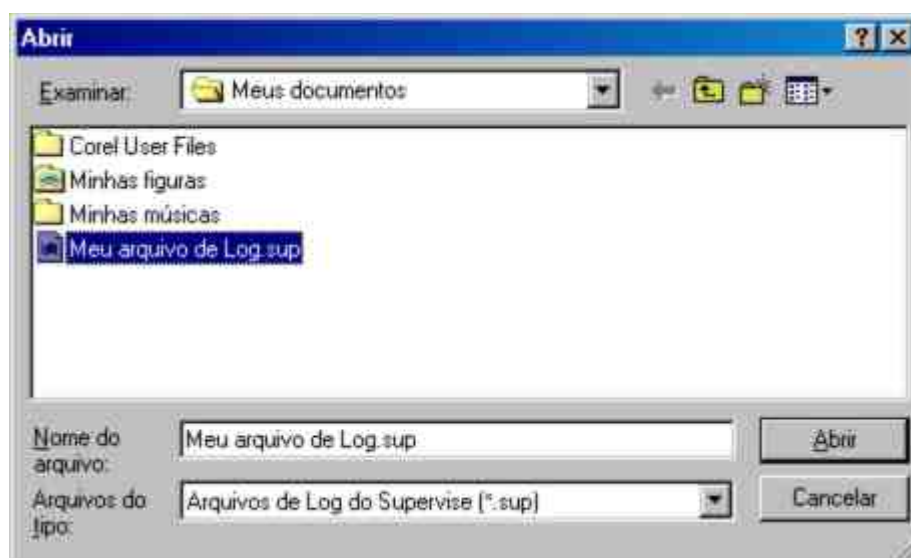 Abrir
Examinar:
Meus documentos
Corel User Files
Minhas figuras
Minhas músicas
Meu arquivo de Log.sup
Nome do arquivo:
Meu arquivo de Log.sup
Abrir
Arquivos do tipo:
Arquivos de Log do Supervise (*.sup)
Cancelar